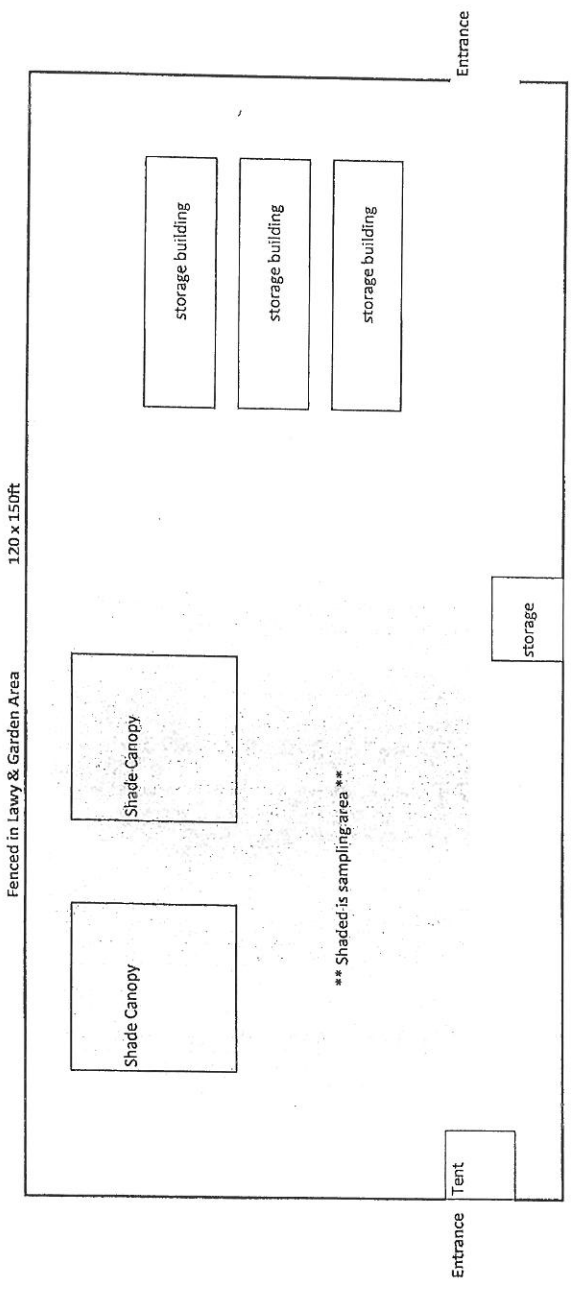 Fenced in Lawy & Garden Area 120 x 150ft
Shade Canopy
Shade Canopy
storage building
storage building
storage building
** Shaded is sampling area **
Entrance
Tent
storage
Entrance